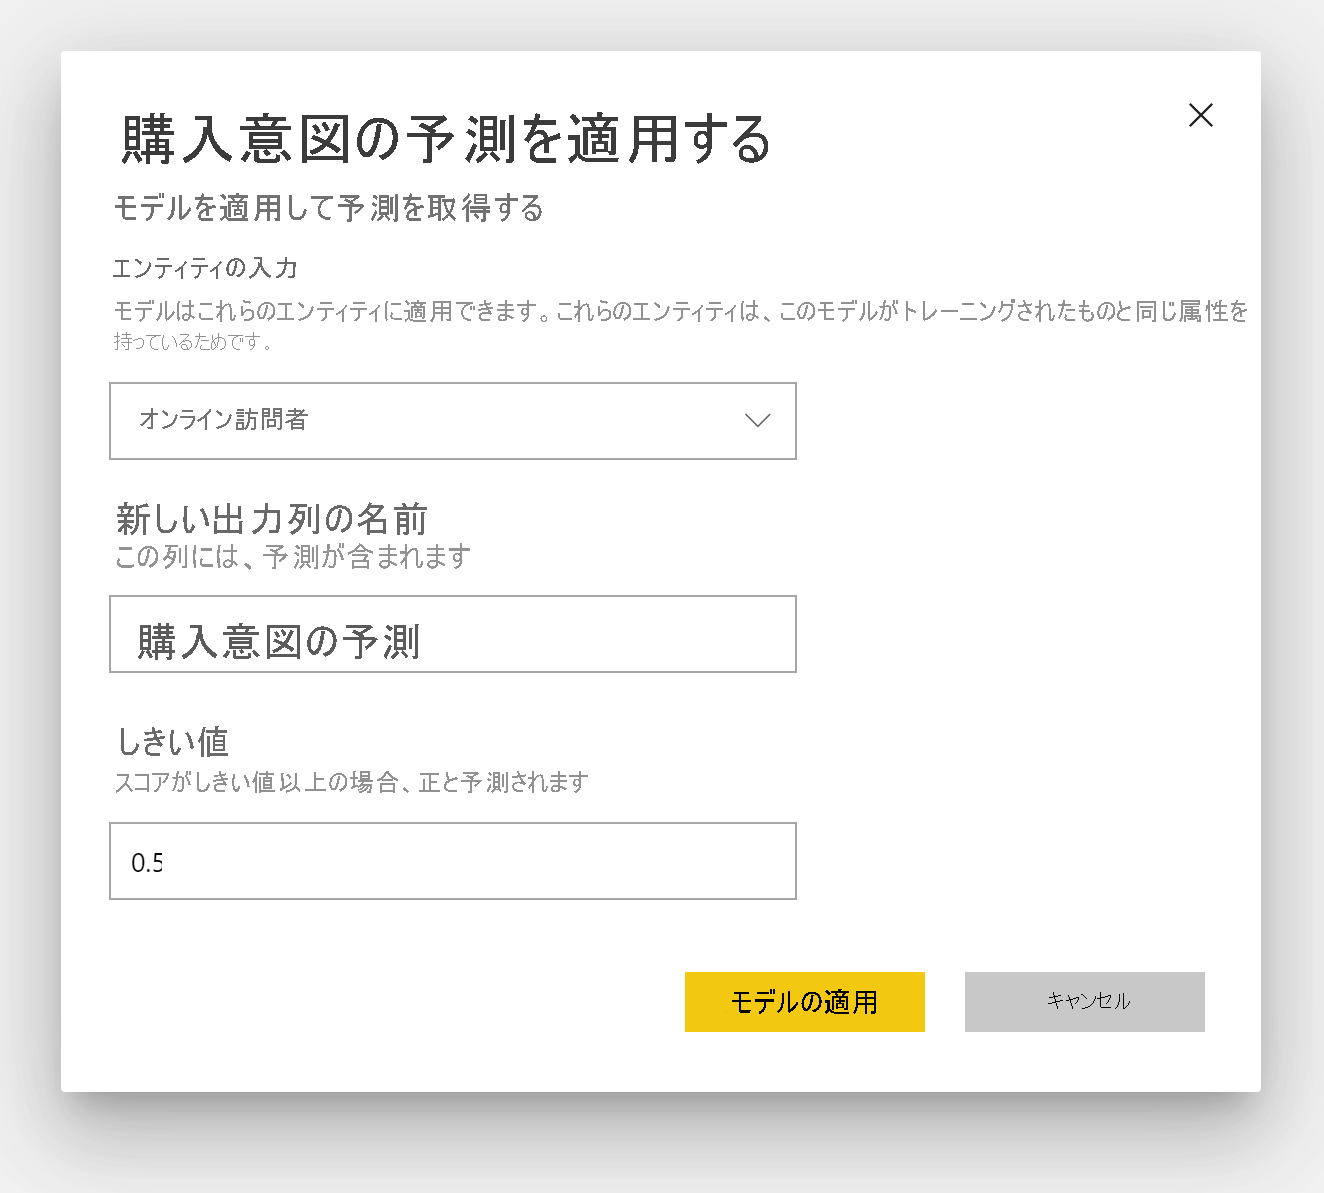 購入意図の予測を適用する
モデルを適用して予測を取得する
エンティティの入力
モデルはこれらのエンティティに適用できます。これらのエンティティは、このモデルがトレーニングされたものと同じ属性を
持っているためです。
オンライン訪問者
新しい出力列の名前
この列には、予測が含まれます
購入意図の予測
しきい値
スコアがしきい値以上の場合、正と予測されます
0.5
モデルの適用
キャンセル